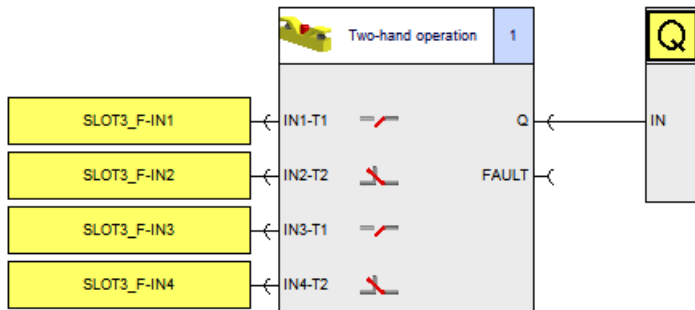 Two-hand operation 1
Q
SLOT3_F-IN1 IN1-T1 Q IN
SLOT3_F-IN2 IN2-T2 FAULT
SLOT3_F-IN3 IN3-T1
SLOT3_F-IN4 IN4-T2